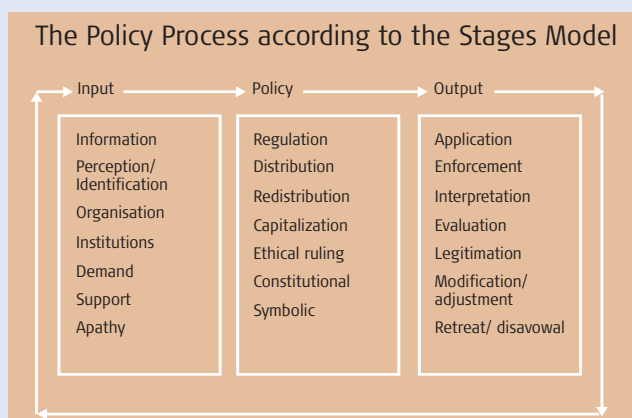 The Policy Process according to the Stages Model
Input
Policy
Output
Information
Perception/
Identification
Organisation
Institutions
Demand
Support
Apathy
Regulation
Distribution
Redistribution
Capitalization
Ethical ruling
Constitutional
Symbolic
Application
Enforcement
Interpretation
Evaluation
Legitimation
Modification/
adjustment
Retreat/ disavowal